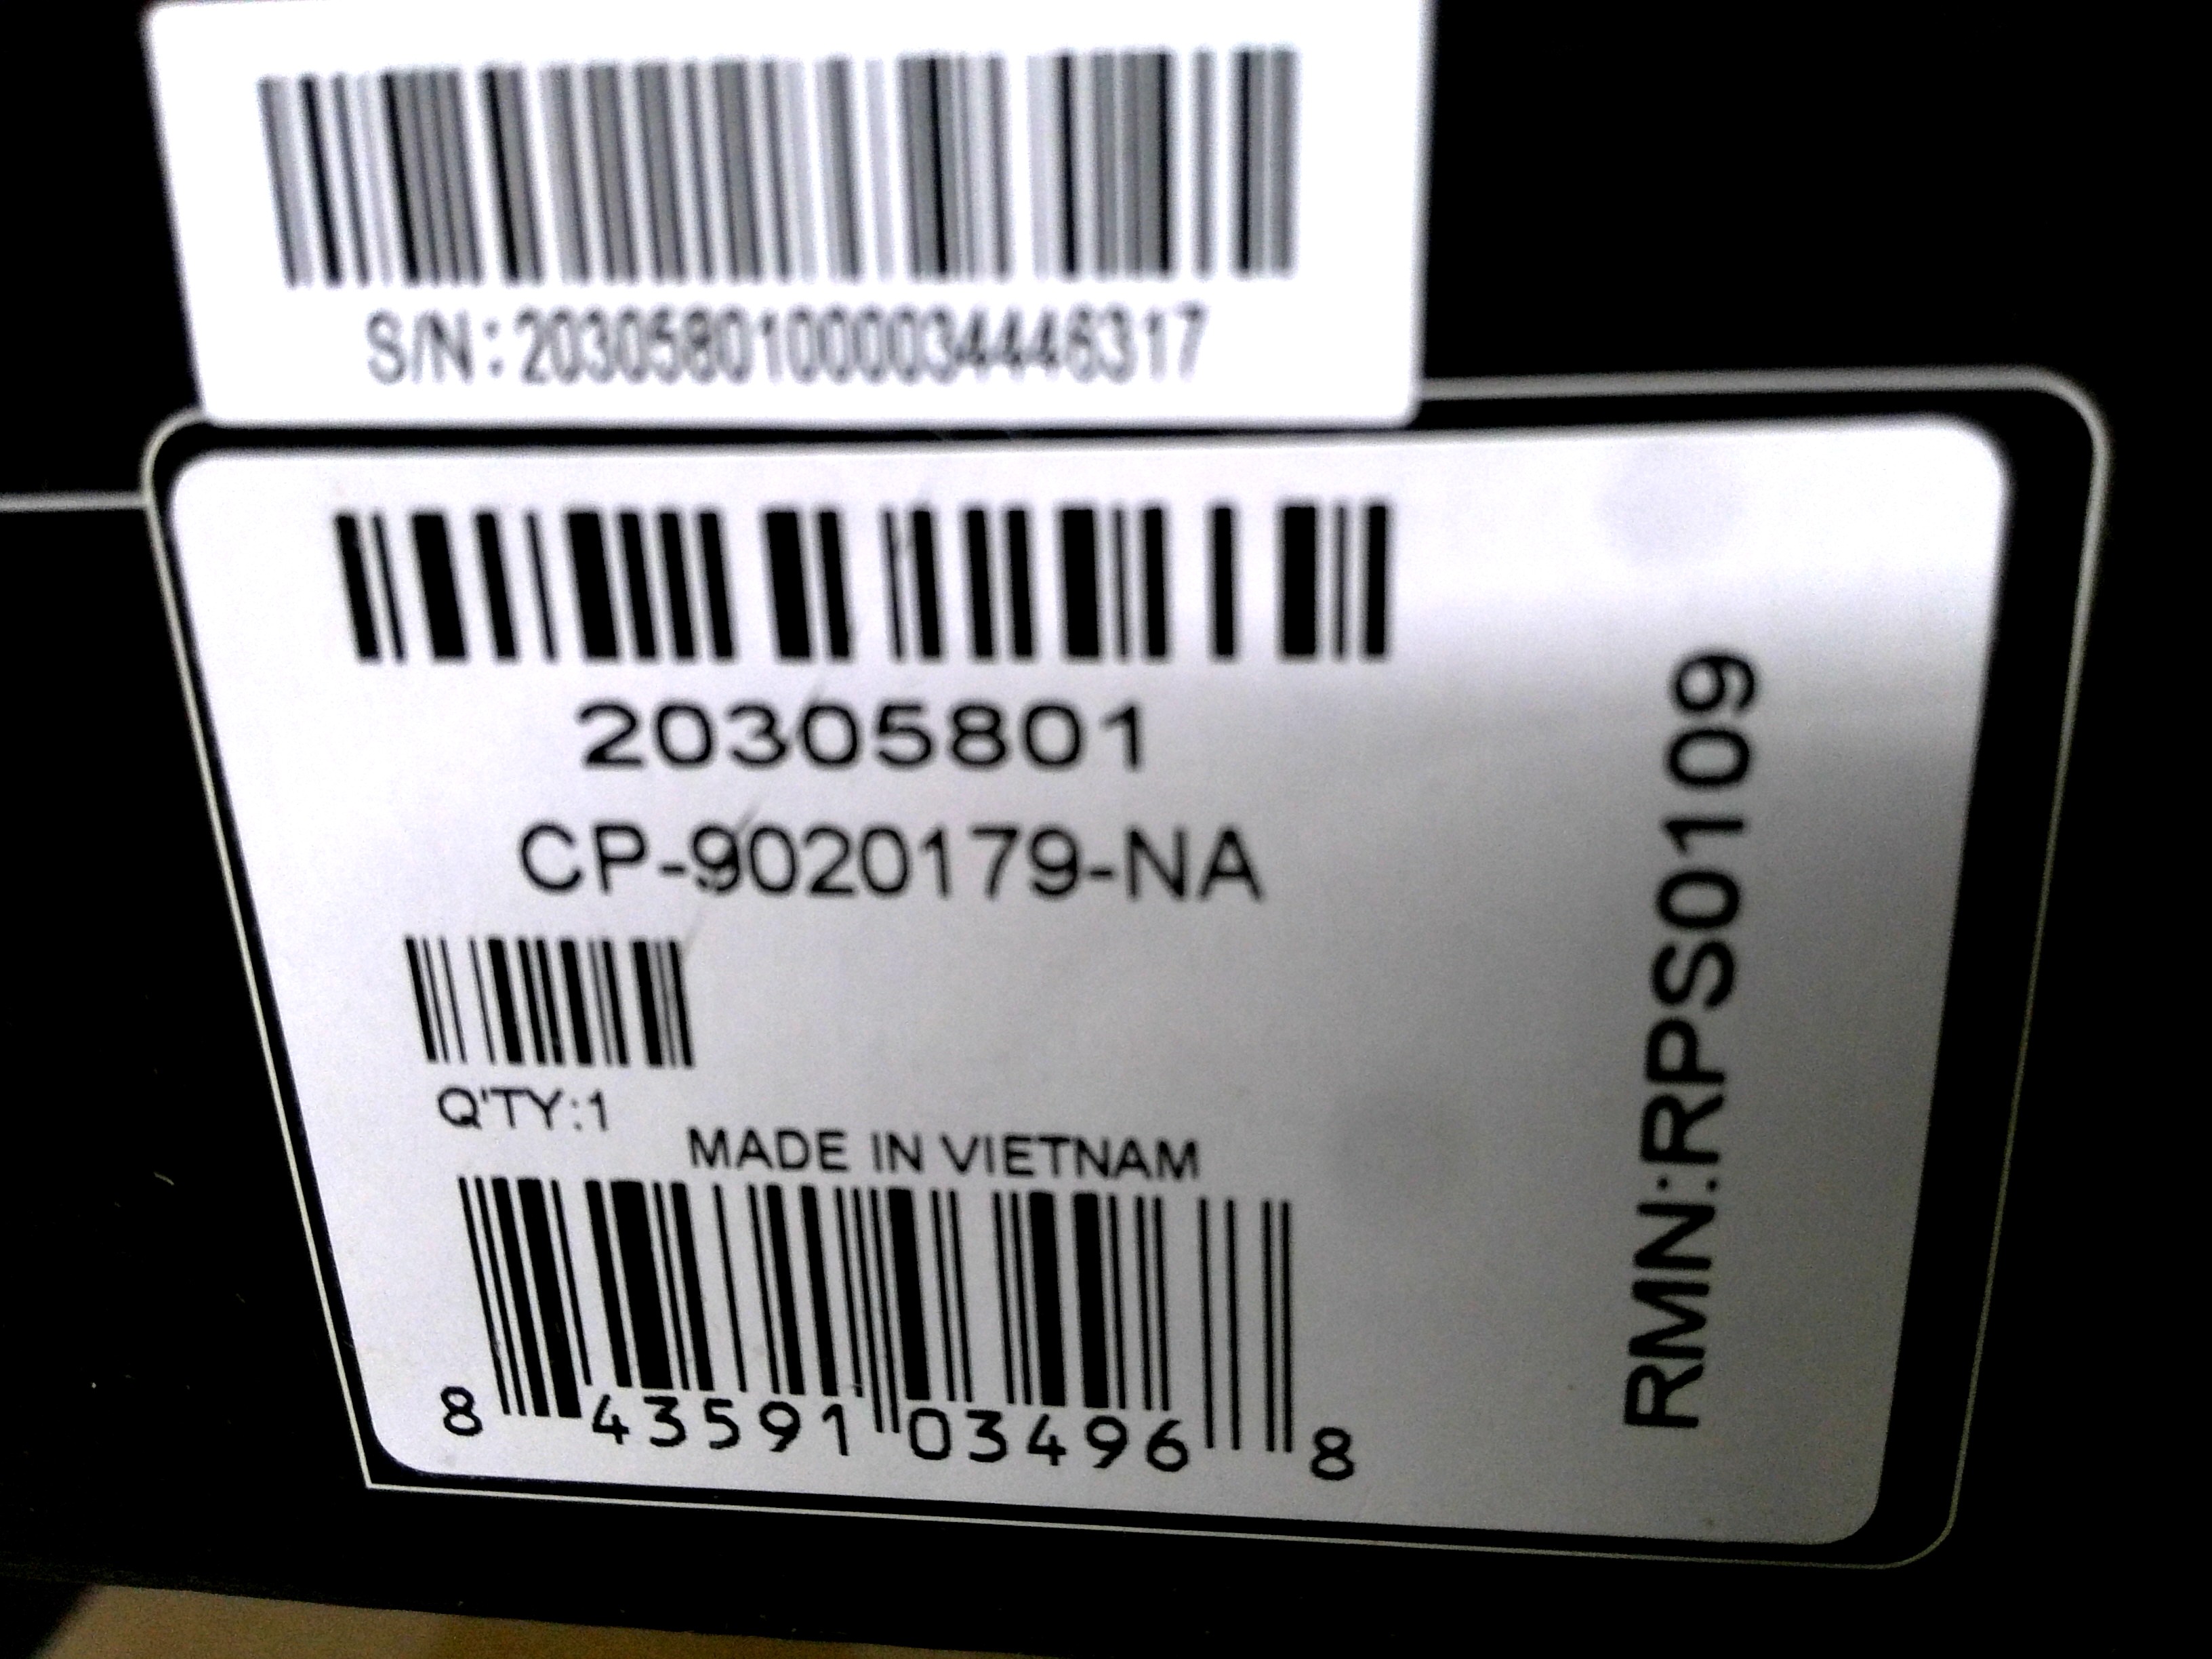 S/N:20305801000034446317
20305801
CP-9020179-NA
Q'TY:1
MADE IN VIETNAM
8 43591 03496 8
RMN:RPS0109